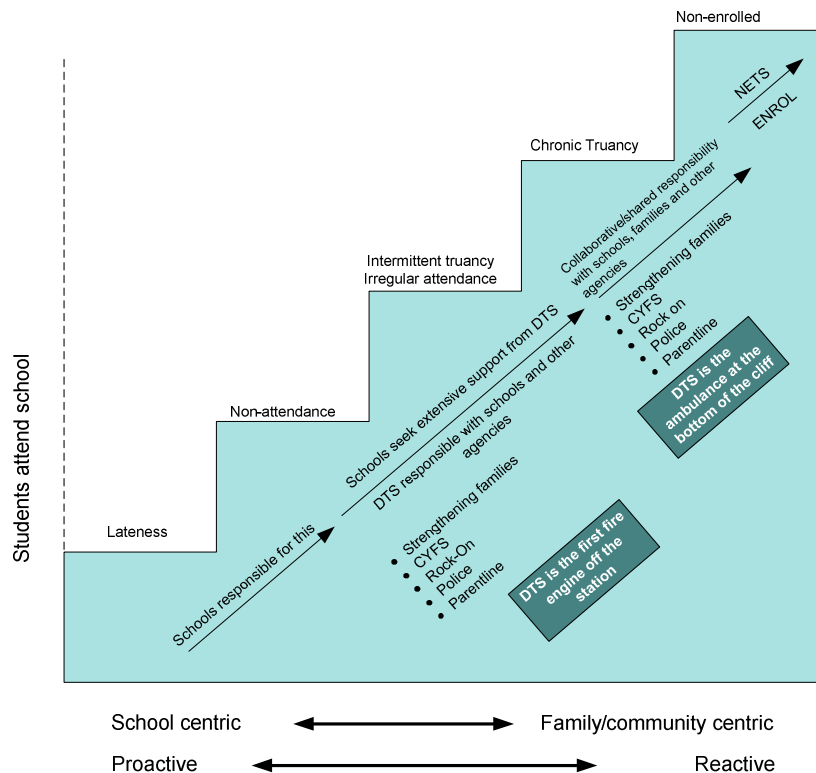 Non-enrolled
NETS
ENROL
Chronic Truancy
Collaborative/shared responsibility
with schools, families and other
agencies
Intermittent truancy
Irregular attendance
Strengthening families
CYFS
Rock on
Police
Parentline
DTS is the
ambulance at the
bottom of the cliff
Schools seek extensive support from DTS
DTS responsible with schools and other
agencies
Non-attendance
Strengthening families
CYFS
Rock-On
Police
Parentline
DTS is the first fire
engine off the
station
Lateness
Schools responsible for this
Students attend school
School centric
Family/community centric
Proactive
Reactive